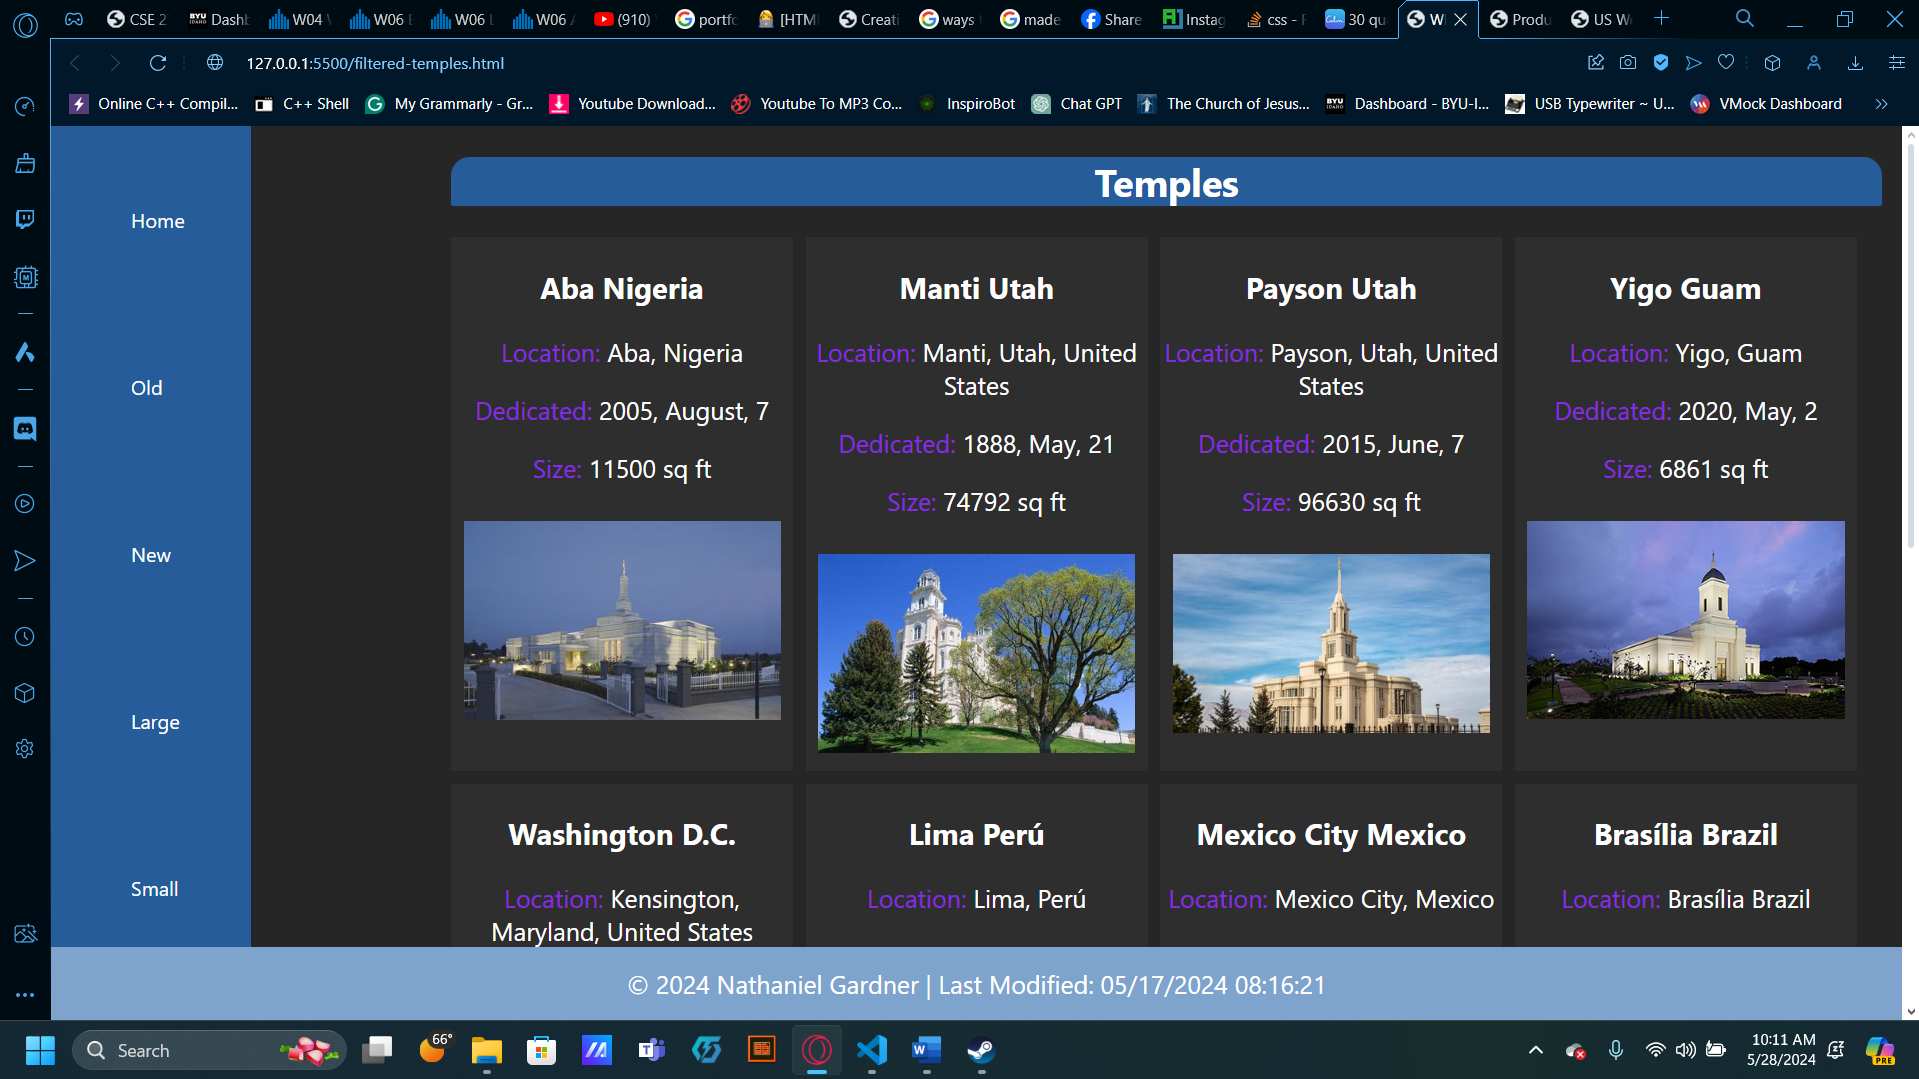 CSE 2
BYU Dashb
W04
W06
W06
W06
(910)
portfo
[HTM
Creati
ways
made
Share
Instag
css -
30 qu
W
Produ
US W
127.0.0.1:5500/filtered-temples.html
Online C++ Compil...
C++ Shell
My Grammarly - Gr...
Youtube Download...
Youtube To MP3 Co...
InspiroBot
Chat GPT
The Church of Jesus...
Dashboard - BYU-I...
USB Typewriter ~ U...
VMock Dashboard
Home
Old
New
Large
Small
Temples
Aba Nigeria
Location: Aba, Nigeria
Dedicated: 2005, August, 7
Size: 11500 sq ft
Manti Utah
Location: Manti, Utah, United
States
Dedicated: 1888, May, 21
Size: 74792 sq ft
Payson Utah
Location: Payson, Utah, United
States
Dedicated: 2015, June, 7
Size: 96630 sq ft
Yigo Guam
Location: Yigo, Guam
Dedicated: 2020, May, 2
Size: 6861 sq ft
Washington D.C.
Location: Kensington,
Maryland, United States
Lima Perú
Location: Lima, Perú
Mexico City Mexico
Location: Mexico City, Mexico
Brasília Brazil
Location: Brasília Brazil
© 2024 Nathaniel Gardner | Last Modified: 05/17/2024 08:16:21
Search
66°
10:11 AM
5/28/2024
PRE